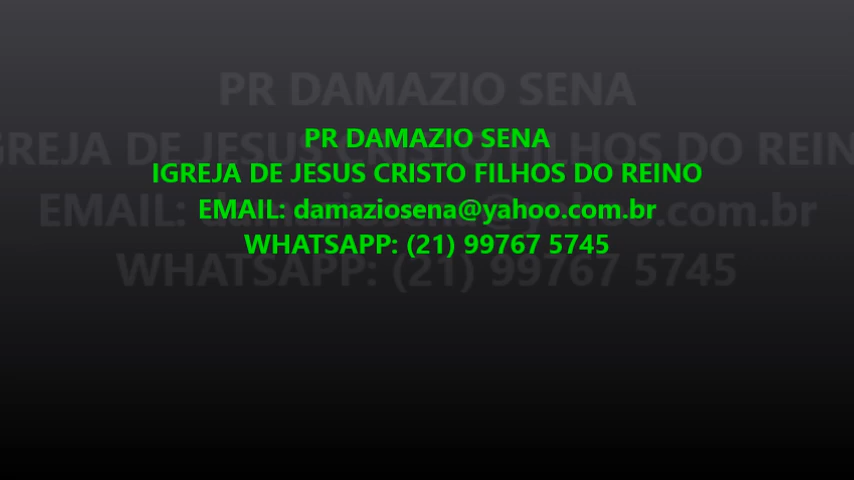 PR DAMAZIO SENA
IGREJA DE JESUS CRISTO FILHOS DO REINO
EMAIL: damaziosena@yahoo.com.br
WHATSAPP: (21) 99767 5745